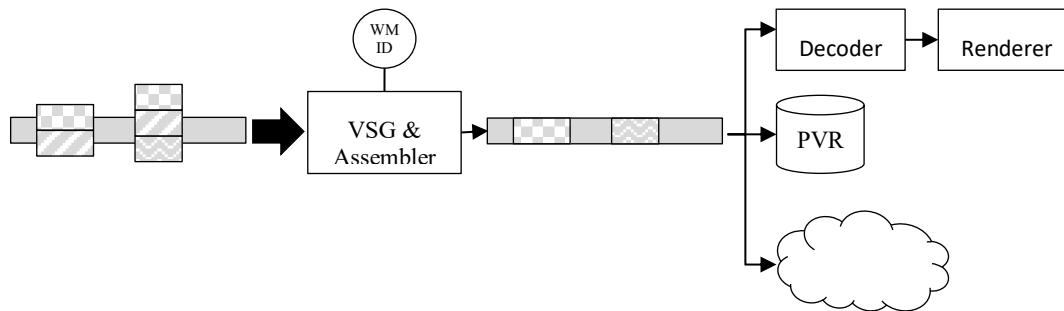 WM
ID
VSG &
Assembler
Decoder
Renderer
PVR